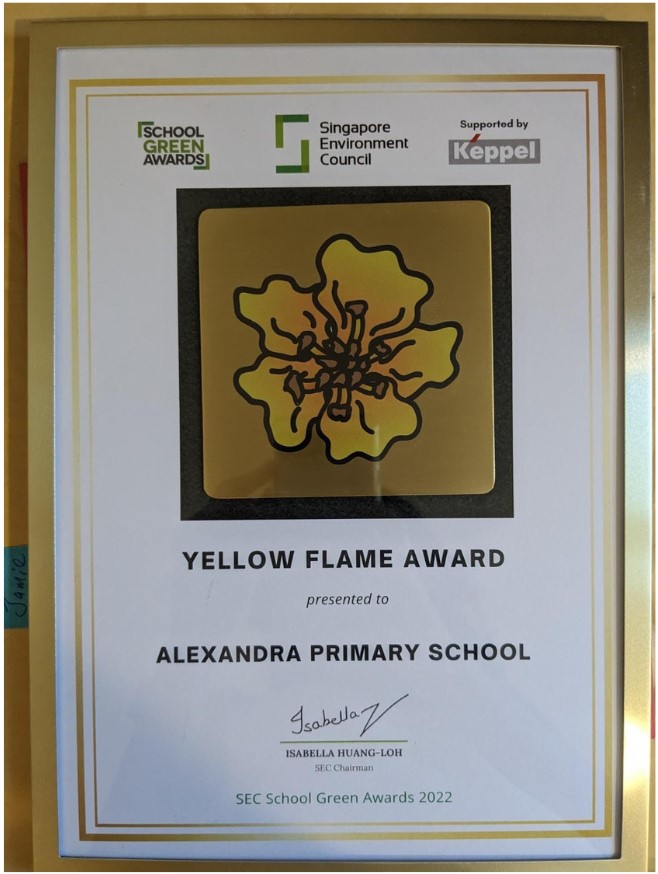 SCHOOL
GREEN
AWARDS
Singapore
Environment
Council
Supported by
Keppel
YELLOW FLAME AWARD
presented to
ALEXANDRA PRIMARY SCHOOL
Isabella
ISABELLA HUANG-LOH
SEC Chairman
SEC School Green Awards 2022
Jamie